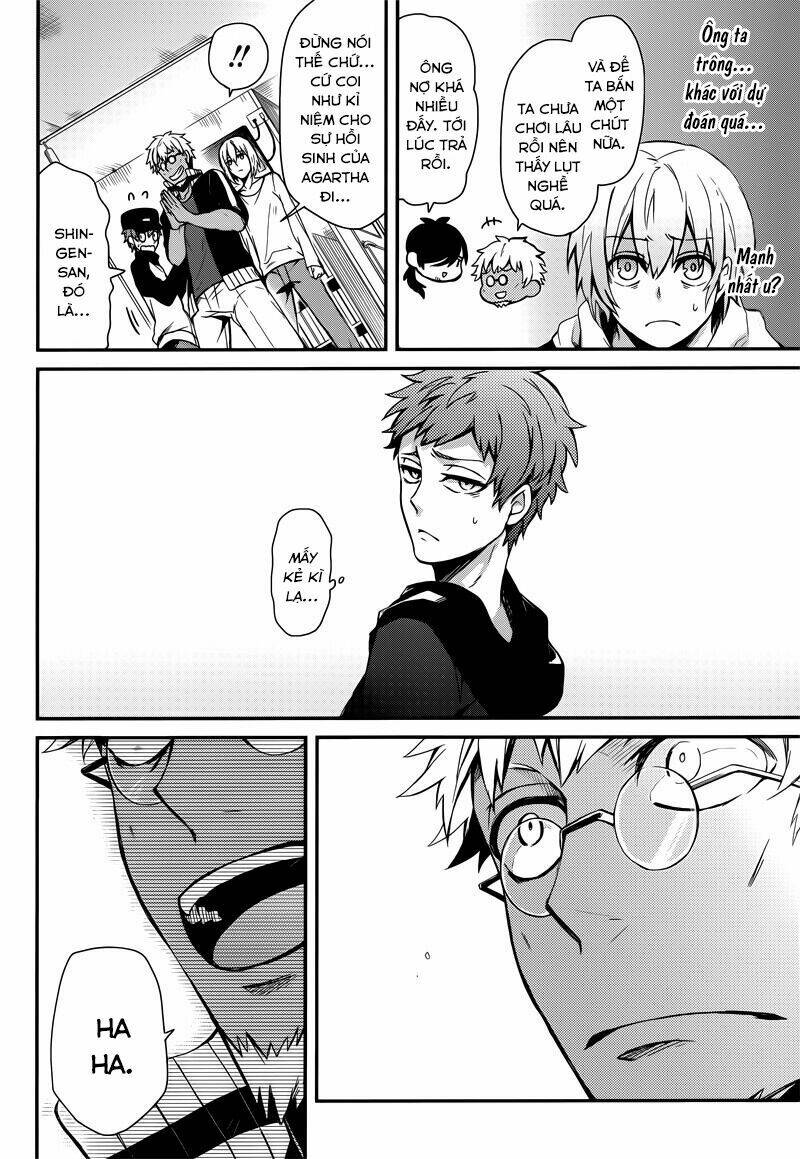 Ông ta
trông...
khác với dự
đoán quá...
VÀ ĐỂ
TA BẮN
MỘT
CHÚT
NỮA.
TA CHƯA
CHƠI LÂU
RỒI NÊN
THẤY LỤT
NGHỀ
QUÁ.
Mạnh
nhất ư?
ÔNG
NỢ KHÁ
NHIỀU
ĐẤY. TỚI
LÚC TRẢ
RỒI.
ĐỪNG NÓI
THẾ CHỨ...
CỨ COI
NHƯ KỈ
NIỆM CHO
SỰ HỒI
SINH CỦA
AGARTHA
ĐI...
!!
SHIN-
GEN-
SAN,
ĐÓ
LÀ...
MẤY
KẺ KÌ
LẠ...
HA
HA.